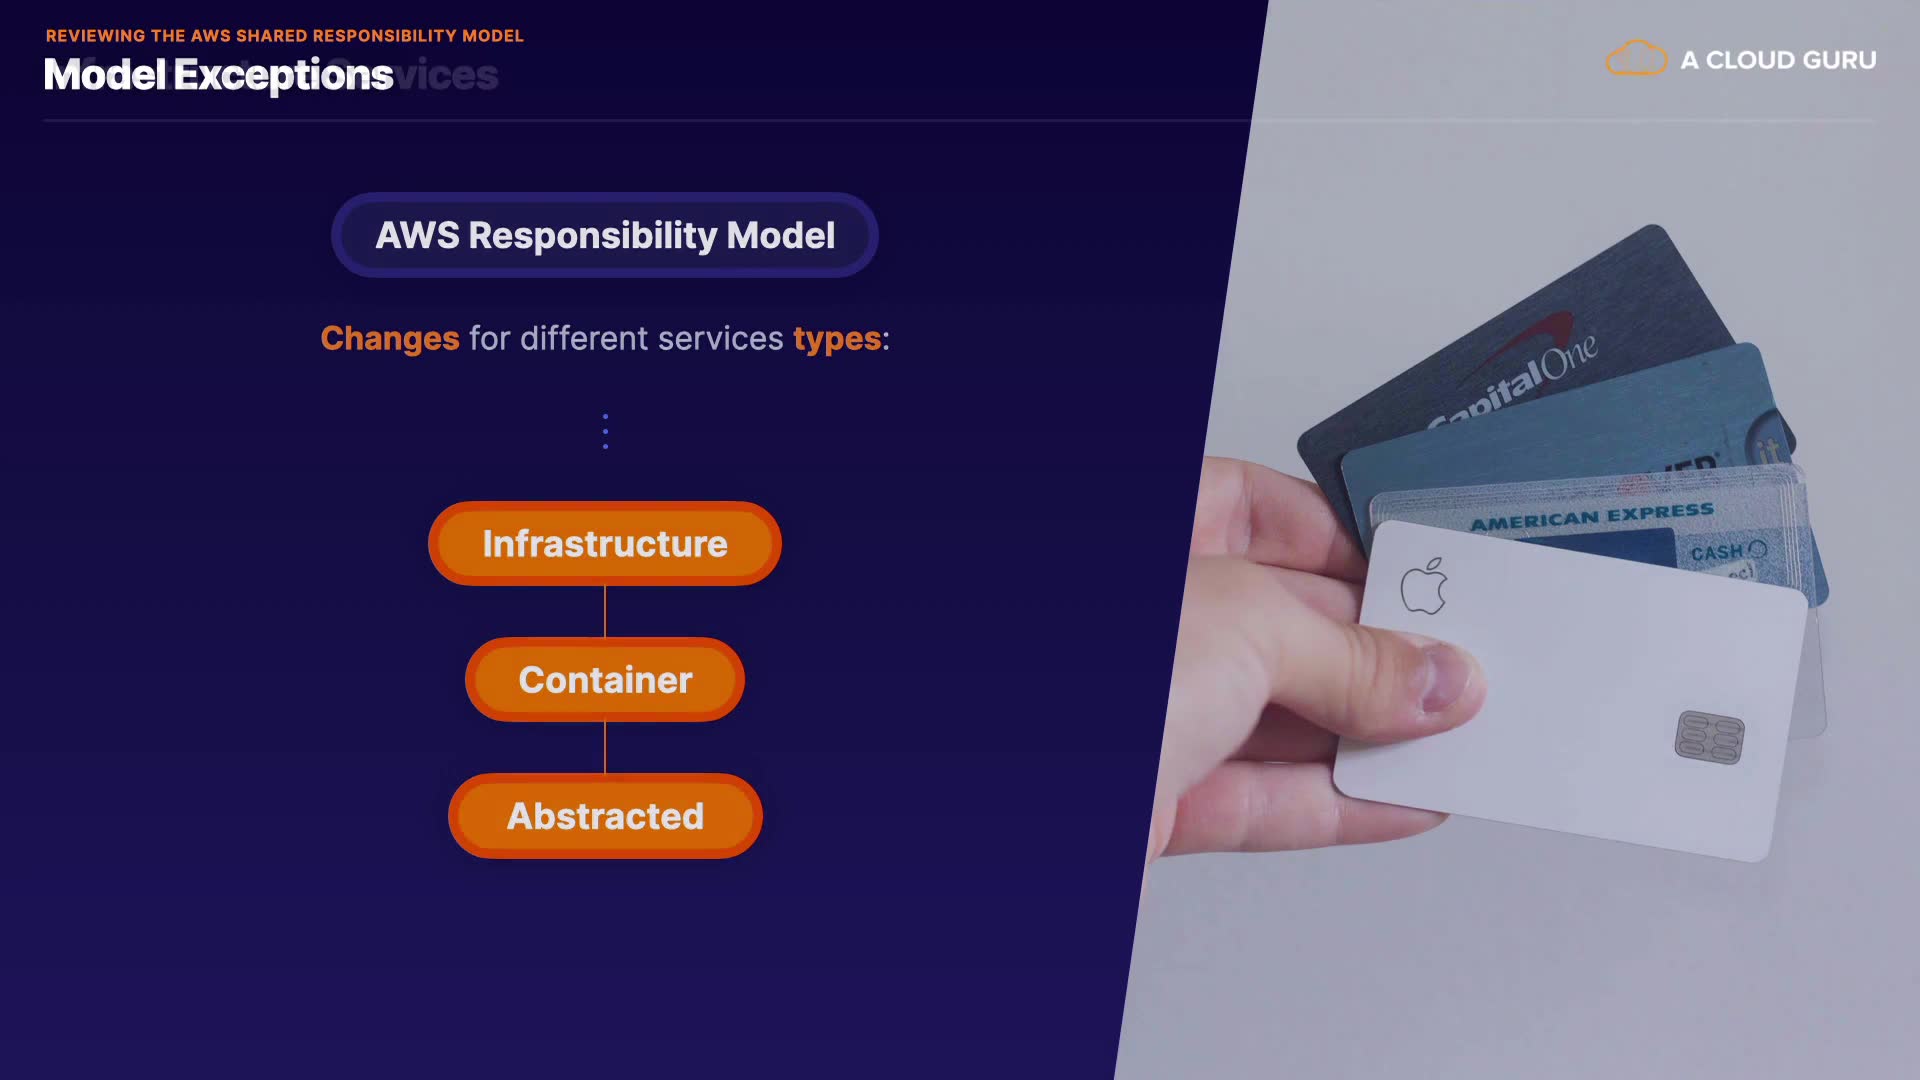 REVIEWING THE AWS SHARED RESPONSIBILITY MODEL
Model Exceptions
A CLOUD GURU
AWS Responsibility Model
Changes for different services types:
Infrastructure
Container
Abstracted
CapitalOne
it
AMERICAN EXPRESS
CASH